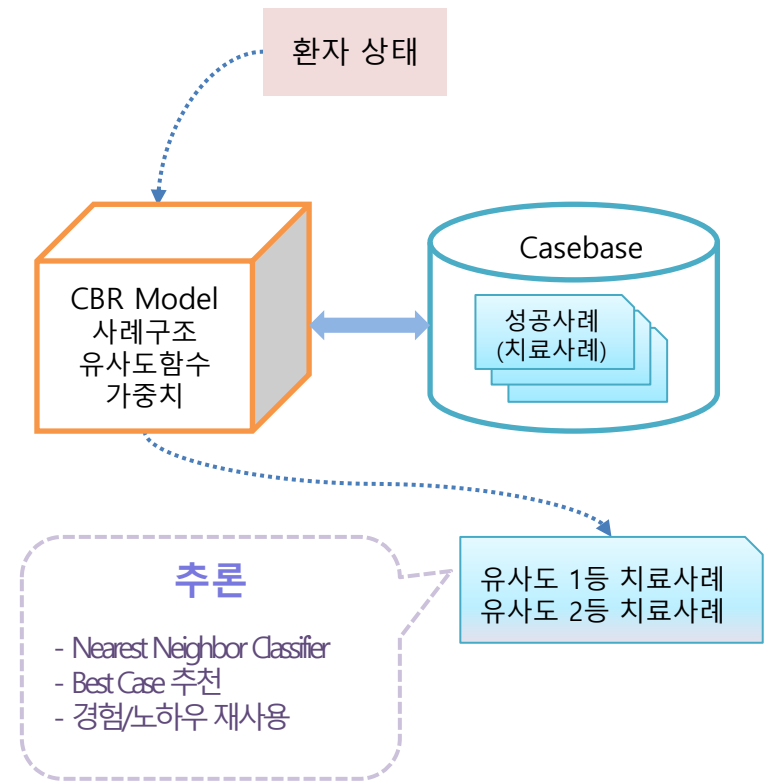 환자 상태
CBR Model
사례구조
유사도함수
가중치
Casebase
성공사례
(치료사례)
추론
- Nearest Neighbor Classifier
- Best Case 추천
- 경험/노하우 재사용
유사도 1등 치료사례
유사도 2등 치료사례